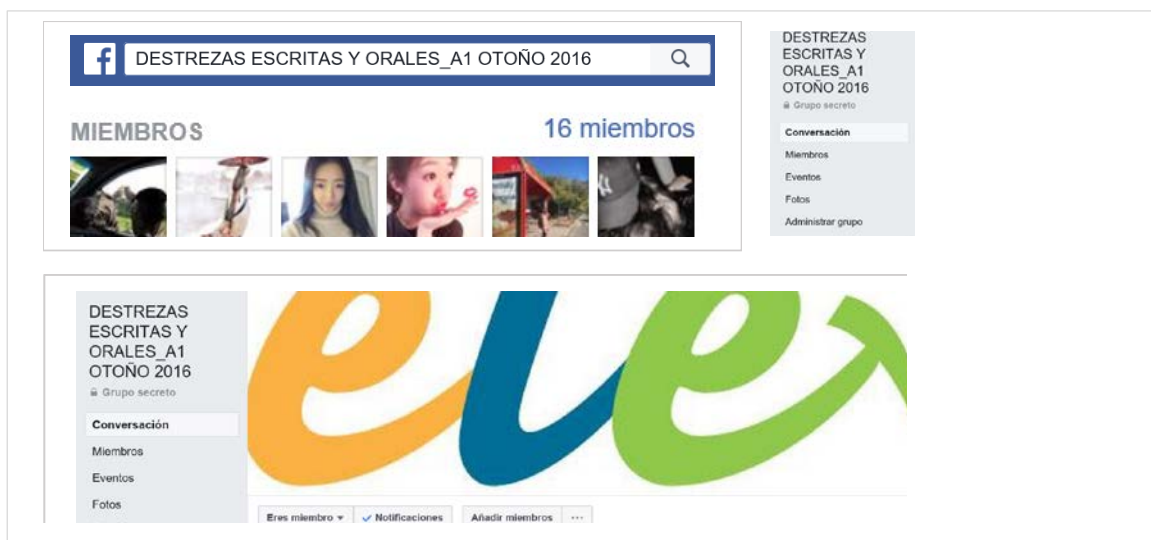 DESTREZAS ESCRITAS Y ORALES_A1 OTOÑO 2016
MIEMBROS
16 miembros
DESTREZAS
ESCRITAS Y
ORALES_A1
OTOÑO 2016
Grupo secreto
Conversación
Miembros
Eventos
Fotos
Administrar grupo
DESTREZAS
ESCRITAS Y
ORALES_A1
OTOÑO 2016
Grupo secreto
Conversación
Miembros
Eventos
Fotos
ele
Eres miembro
Notificaciones
Añadir miembros